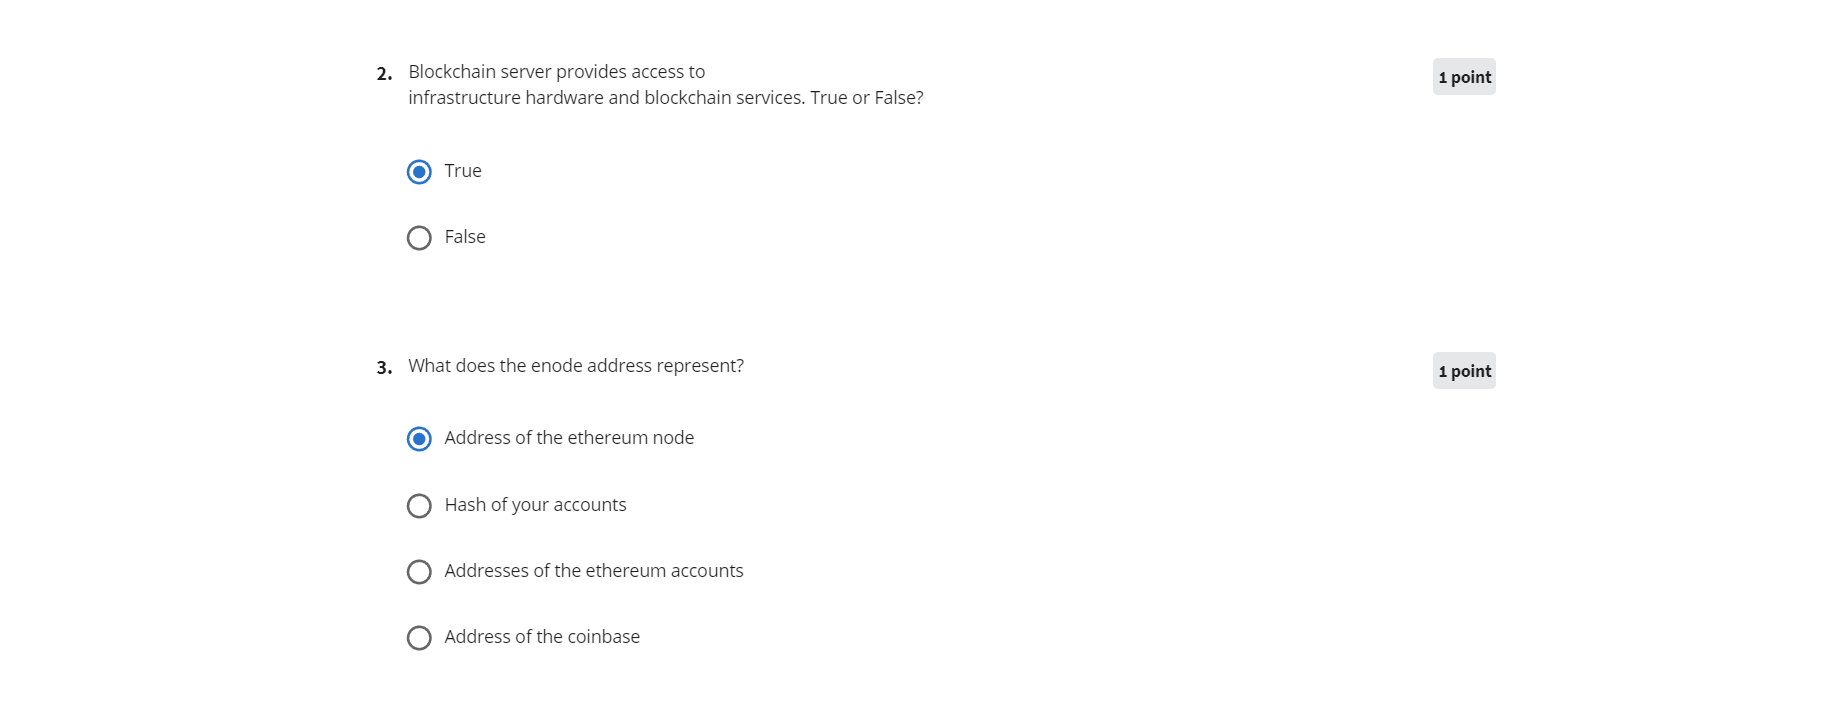 2. Blockchain server provides access to
infrastructure hardware and blockchain services. True or False?
1 point
True
False
3. What does the enode address represent?
1 point
Address of the ethereum node
Hash of your accounts
Addresses of the ethereum accounts
Address of the coinbase